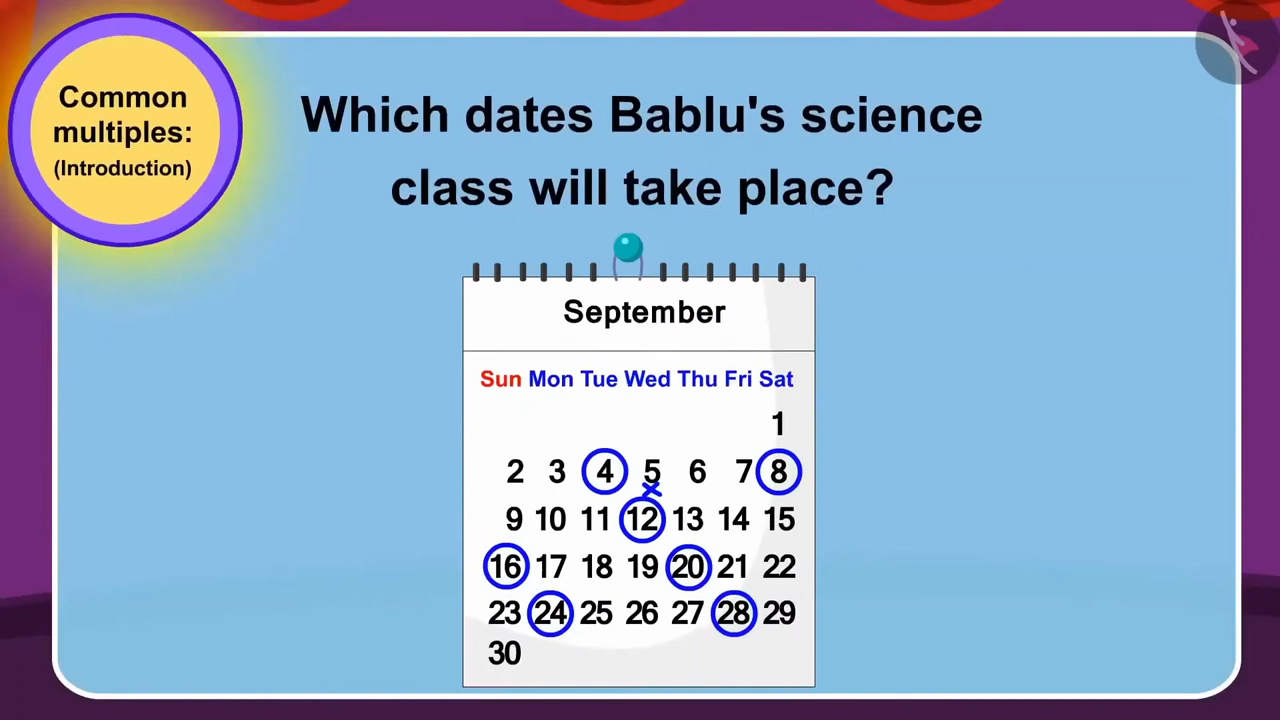 Common
multiples:
(Introduction)
Which dates Bablu's science
class will take place?
September
Sun Mon Tue Wed Thu Fri Sat
1
2 3 4 5 6 7 8
9 10 11 12 13 14 15
16 17 18 19 20 21 22
23 24 25 26 27 28 29
30